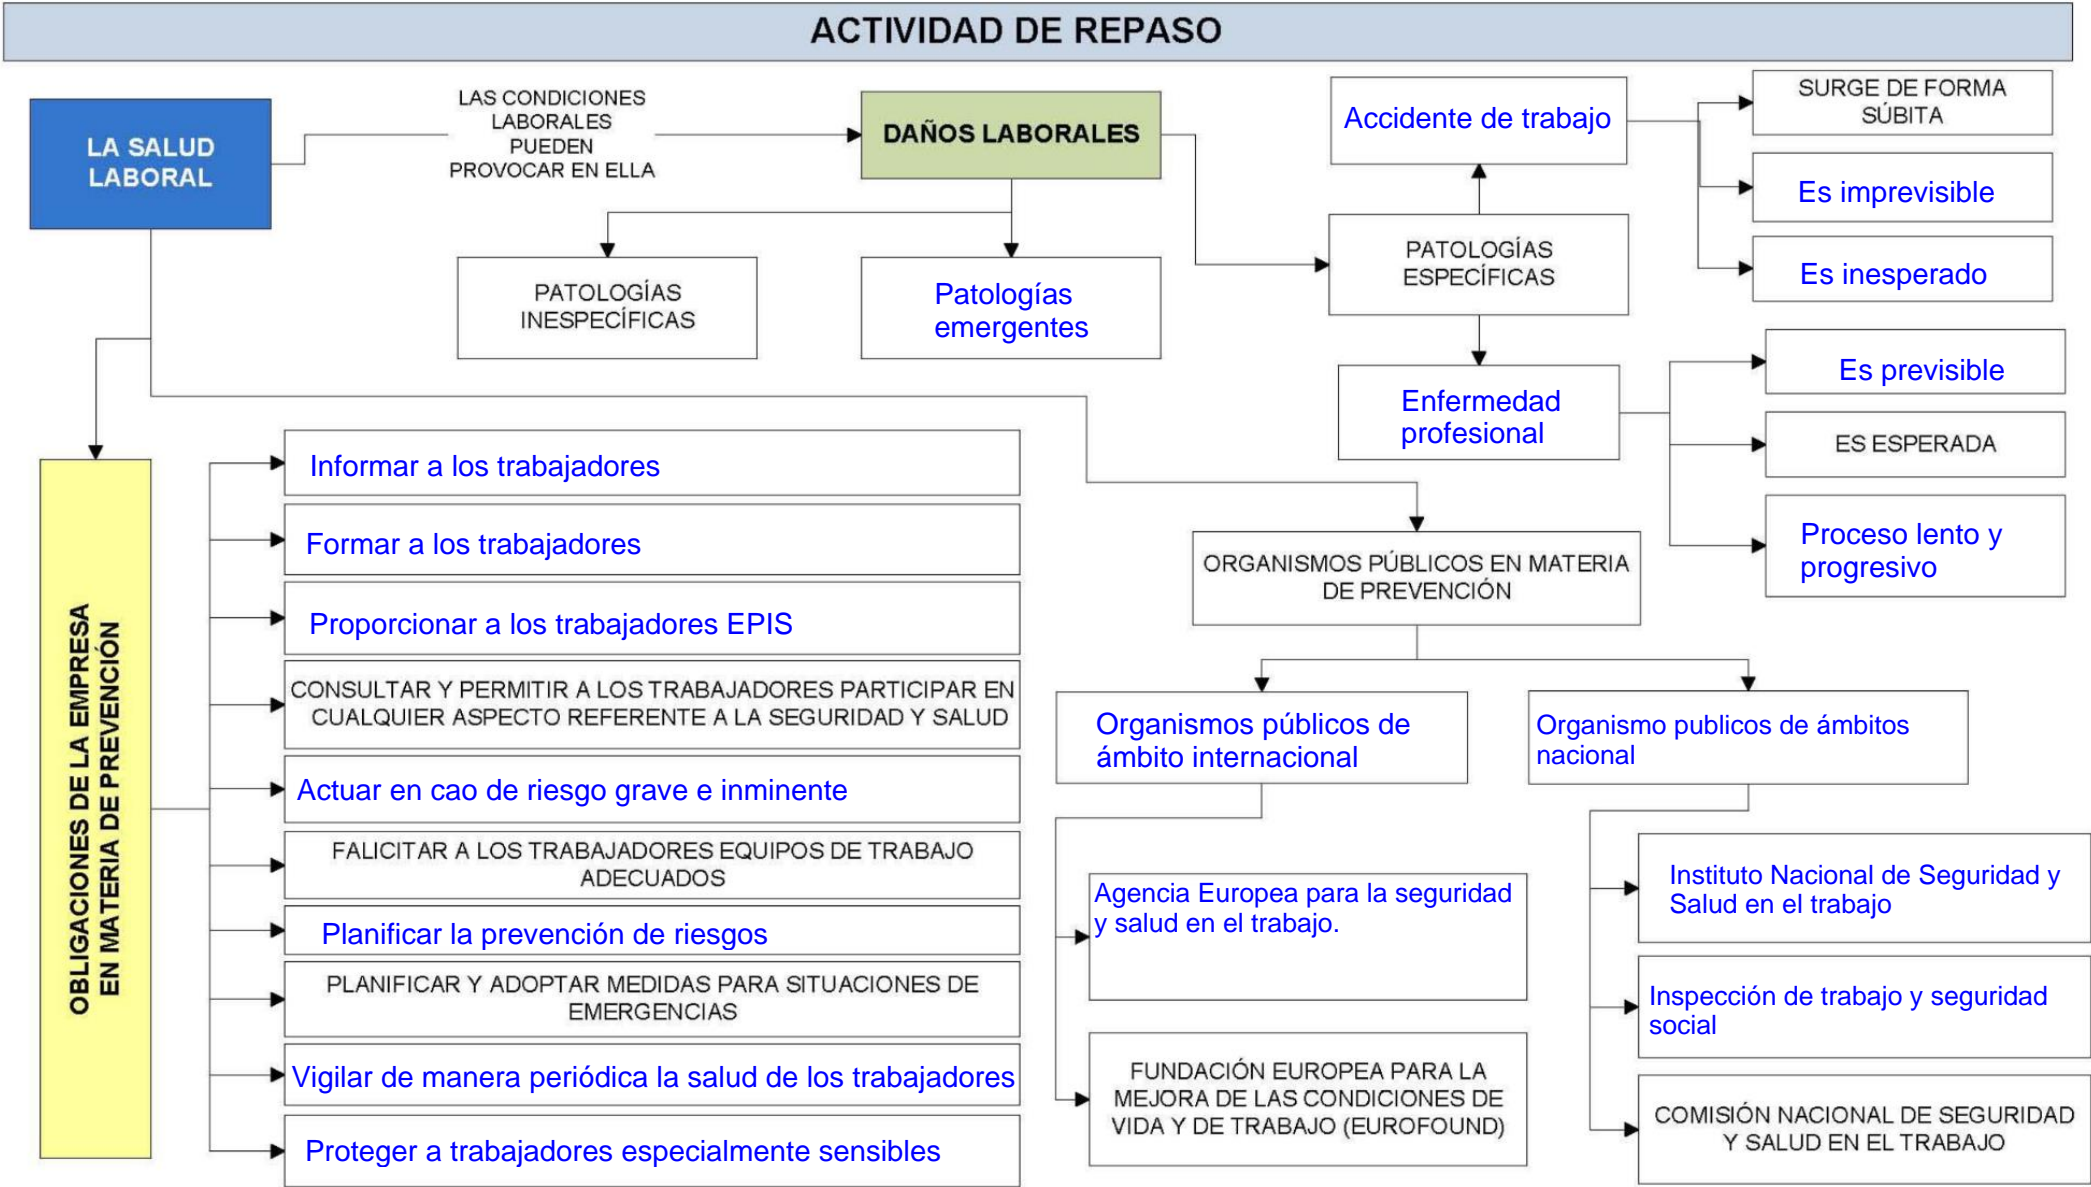 ACTIVIDAD DE REPASO
LA SALUD
LABORAL
LAS CONDICIONES
LABORALES
PUEDEN
PROVOCAR EN ELLA
DAÑOS LABORALES
Accidente de trabajo
SURGE DE FORMA
SÚBITA
Es imprevisible
Es inesperado
PATOLOGÍAS
INESPECÍFICAS
Patologías
emergentes
PATOLOGÍAS
ESPECÍFICAS
Enfermedad
profesional
Es previsible
ES ESPERADA
Proceso lento y
progresivo
OBLIGACIONES DE LA EMPRESA
EN MATERIA DE PREVENCIÓN
Informar a los trabajadores
Formar a los trabajadores
Proporcionar a los trabajadores EPIS
CONSULTAR Y PERMITIR A LOS TRABAJADORES PARTICIPAR EN
CUALQUIER ASPECTO REFERENTE A LA SEGURIDAD Y SALUD
Actuar en cao de riesgo grave e inminente
FALICITAR A LOS TRABAJADORES EQUIPOS DE TRABAJO
ADECUADOS
Planificar la prevención de riesgos
PLANIFICAR Y ADOPTAR MEDIDAS PARA SITUACIONES DE
EMERGENCIAS
Vigilar de manera periódica la salud de los trabajadores
Proteger a trabajadores especialmente sensibles
ORGANISMOS PÚBLICOS EN MATERIA
DE PREVENCIÓN
Organismos públicos de
ámbito internacional
Organismo publicos de ámbitos
nacional
Agencia Europea para la seguridad
y salud en el trabajo.
FUNDACIÓN EUROPEA PARA LA
MEJORA DE LAS CONDICIONES DE
VIDA Y DE TRABAJO (EUROFOUND)
Instituto Nacional de Seguridad y
Salud en el trabajo
Inspección de trabajo y seguridad
social
COMISIÓN NACIONAL DE SEGURIDAD
Y SALUD EN EL TRABAJO